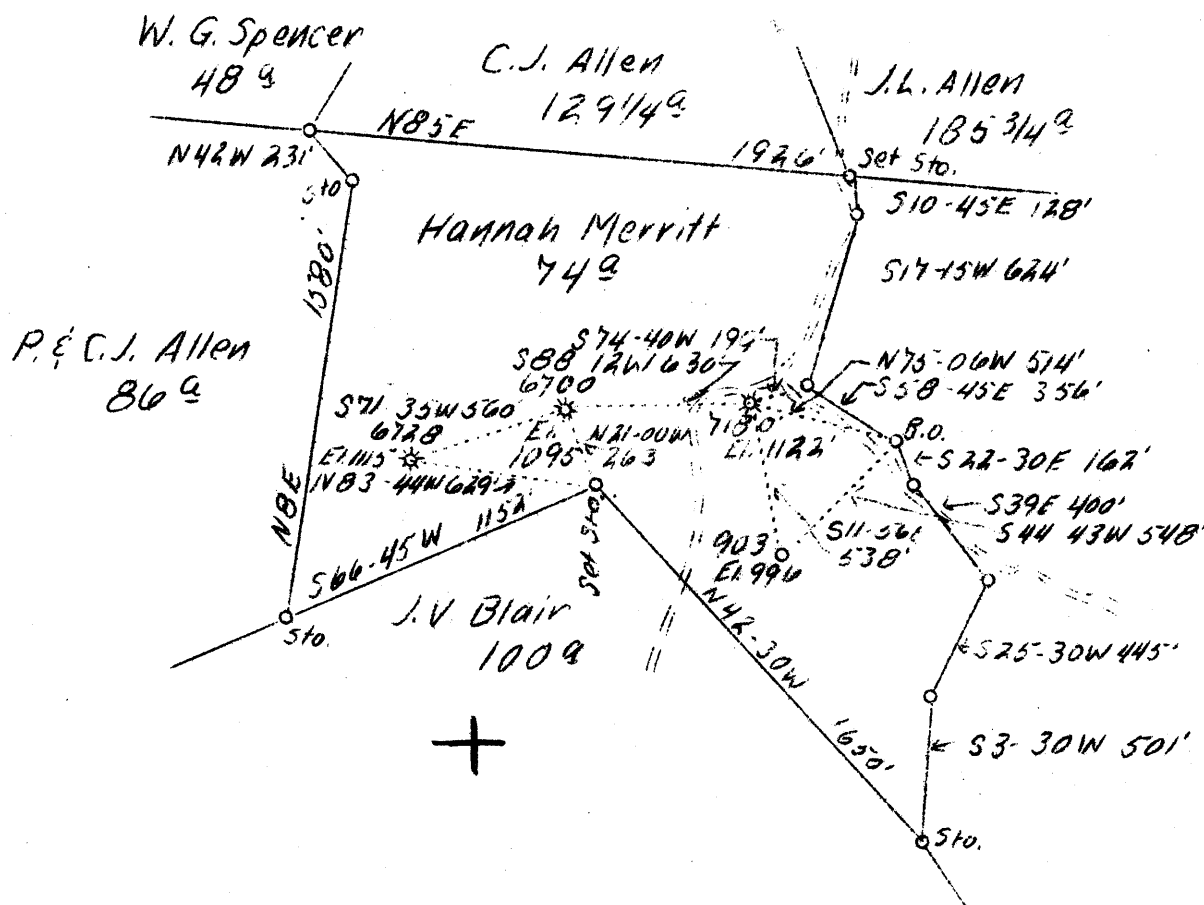 W. G. Spencer
48 a
C.J. Allen
129 1/4 a
J.L. Allen
185 3/4 a
N85E
1926'
Set Sto.
N42W 231'
Sto
S10-45E 128'
Hannah Merritt
74 a
1580'
N8E
S17-15W 624'
P. & C.J. Allen
86 a
S74-40W
S88 12W 630'
6700
El.
1095
N75-06W 514'
S58-45E 356'
S71 35W 560
6728
El. 1115
N21-00W
263
7180
El. 1122'
B.O.
S22-30E 162'
N83-44W 629'
S39E 400'
S66-45W 1152'
Set Sto.
903
El. 996
S11-56
538'
S44 43W 548'
Sto.
J.V. Blair
100 a
N42-30W
1650'
S25-30W 445'
S3-30W 501'
Sto.